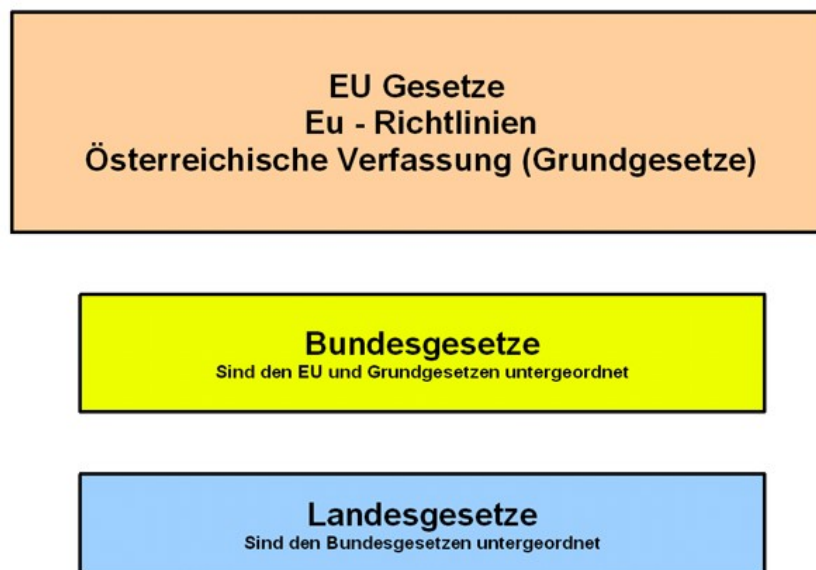 EU Gesetze
Eu - Richtlinien
Österreichische Verfassung (Grundgesetze)
Bundesgesetze
Sind den EU und Grundgesetzen untergeordnet
Landesgesetze
Sind den Bundesgesetzen untergeordnet